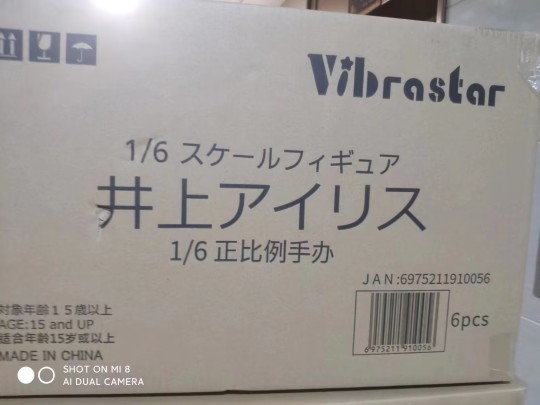 Vibrastar
1/6 スケールフィギュア
井上アイリス
1/6 正比例手办
JAN:6975211910056
6pcs
6975211910056
対象年齢15歳以上
AGE:15 and UP
适合年龄15岁或以上
MADE IN CHINA
SHOT ON MI 8
AI DUAL CAMERA